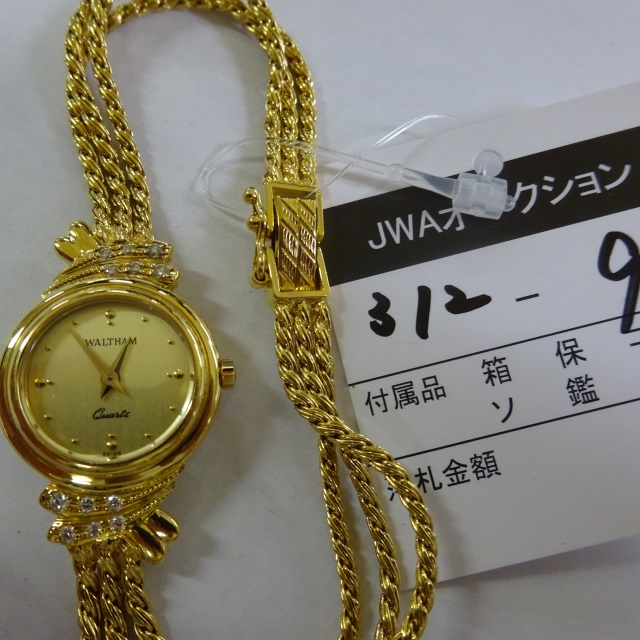 WALTHAM
Quartz
JWAオークション
312-9
付属品 箱 保
ソ 鑑
札金額